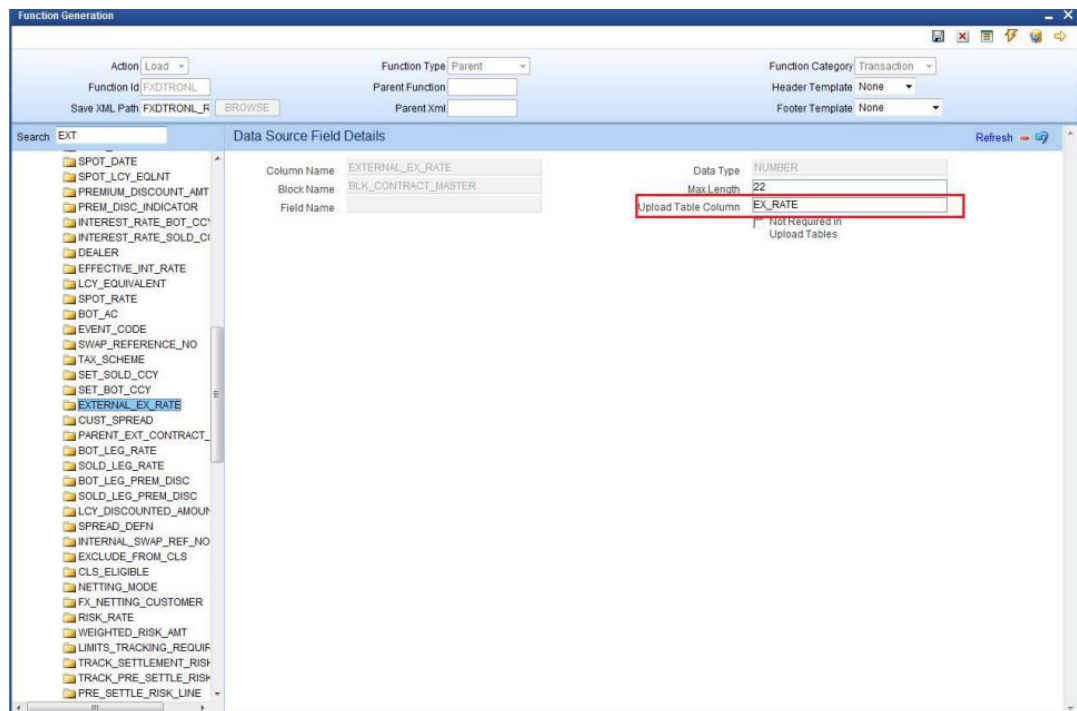 Function Generation
Action Load
Function Type Parent
Function Category Transaction
Function Id FXDTRONL
Parent Function
Header Template None
Save XML Path FXDTRONL_R BROWSE
Parent Xml
Footer Template None
Search EXT
Data Source Field Details
Refresh
Column Name EXTERNAL_EX_RATE
Data Type NUMBER
Block Name BLK_CONTRACT_MASTER
Max Length 22
Field Name
Upload Table Column EX_RATE
Not Required in
Upload Tables
SPOT_DATE
SPOT_LCY_EQLNT
PREMIUM_DISCOUNT_AMT
PREM_DISC_INDICATOR
INTEREST_RATE_BOT_CCY
INTEREST_RATE_SOLD_C
DEALER
EFFECTIVE_INT_RATE
LCY_EQUIVALENT
SPOT_RATE
BOT_AC
EVENT_CODE
SWAP_REFERENCE_NO
TAX_SCHEME
SET_SOLD_CCY
SET_BOT_CCY
EXTERNAL_EX_RATE
CUST_SPREAD
PARENT_EXT_CONTRACT_
BOT_LEG_RATE
SOLD_LEG_RATE
BOT_LEG_PREM_DISC
SOLD_LEG_PREM_DISC
LCY_DISCOUNTED_AMOUN
SPREAD_DEFN
INTERNAL_SWAP_REF_NO
EXCLUDE_FROM_CLS
CLS_ELIGIBLE
NETTING_MODE
FX_NETTING_CUSTOMER
RISK_RATE
WEIGHTED_RISK_AMT
LIMITS_TRACKING_REQUIR
TRACK_SETTLEMENT_RISK
TRACK_PRE_SETTLE_RISK
PRE_SETTLE_RISK_LINE